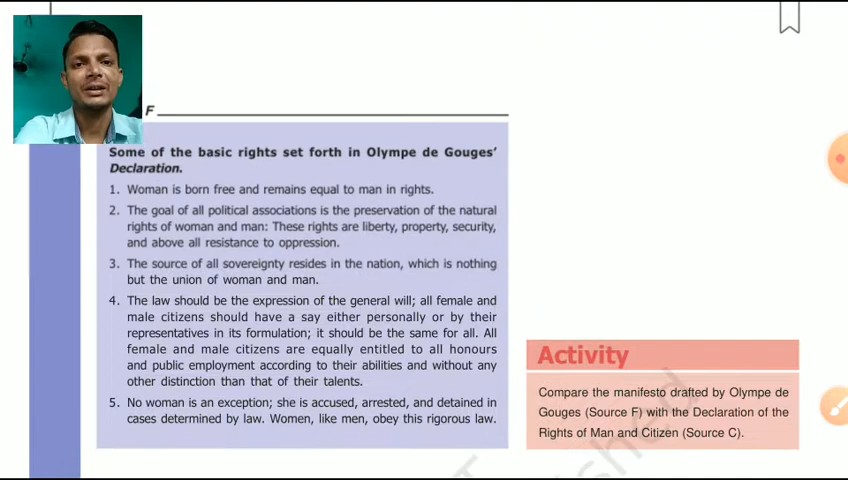 F
Some of the basic rights set forth in Olympe de Gouges'
Declaration.
1. Woman is born free and remains equal to man in rights.
2. The goal of all political associations is the preservation of the natural
rights of woman and man: These rights are liberty, property, security,
and above all resistance to oppression.
3. The source of all sovereignty resides in the nation, which is nothing
but the union of woman and man.
4. The law should be the expression of the general will; all female and
male citizens should have a say either personally or by their
representatives in its formulation; it should be the same for all. All
female and male citizens are equally entitled to all honours
and public employment according to their abilities and without any
other distinction than that of their talents.
5. No woman is an exception; she is accused, arrested, and detained in
cases determined by law. Women, like men, obey this rigorous law.
Activity
Compare the manifesto drafted by Olympe de
Gouges (Source F) with the Declaration of the
Rights of Man and Citizen (Source C).